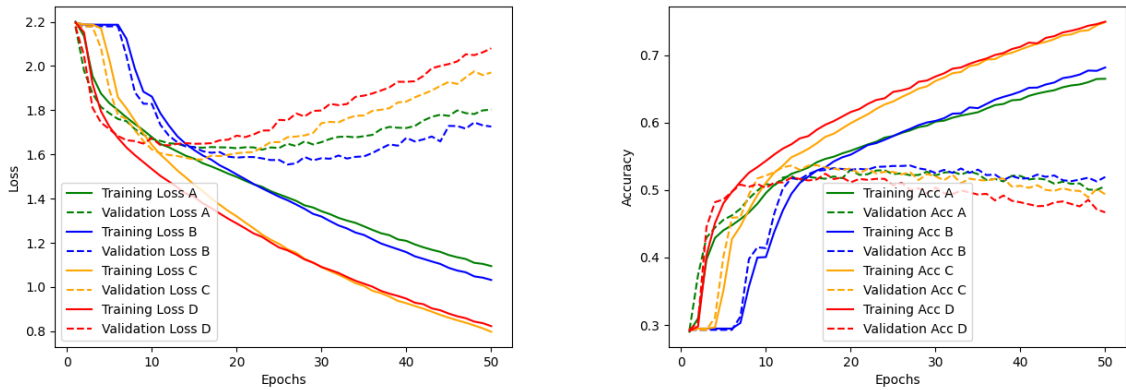 2.2
2.0
1.8
1.6
1.4
1.2
1.0
0.8
Loss
0 10 20 30 40 50
Epochs
Training Loss A
Validation Loss A
Training Loss B
Validation Loss B
Training Loss C
Validation Loss C
Training Loss D
Validation Loss D
0.7
0.6
0.5
0.4
0.3
Accuracy
0 10 20 30 40 50
Epochs
Training Acc A
Validation Acc A
Training Acc B
Validation Acc B
Training Acc C
Validation Acc C
Training Acc D
Validation Acc D